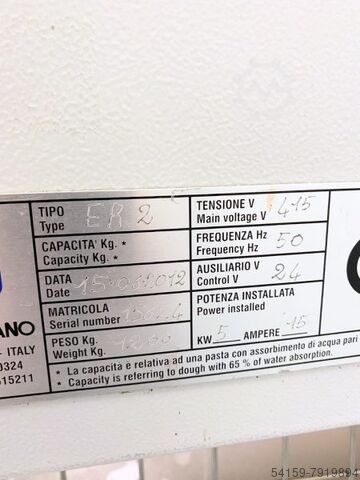 TIPO
Type ER 2
TENSIONE V
Main voltage V 415
CAPACITA' Kg. *
Capacity Kg. *
FREQUENZA Hz
Frequency Hz 50
DATA
Date
AUSILIARIO V
Control V 24
MATRICOLA
Serial number
POTENZA INSTALLATA
Power installed
PESO Kg.
Weight Kg.
KW 5 AMPERE 15
* La capacità è relativa ad una pasta con assorbimento di acqua pari
* Capacity is referring to dough with 65 % of water absorption.
ANO
- ITALY
0324
615211
54159-7919894